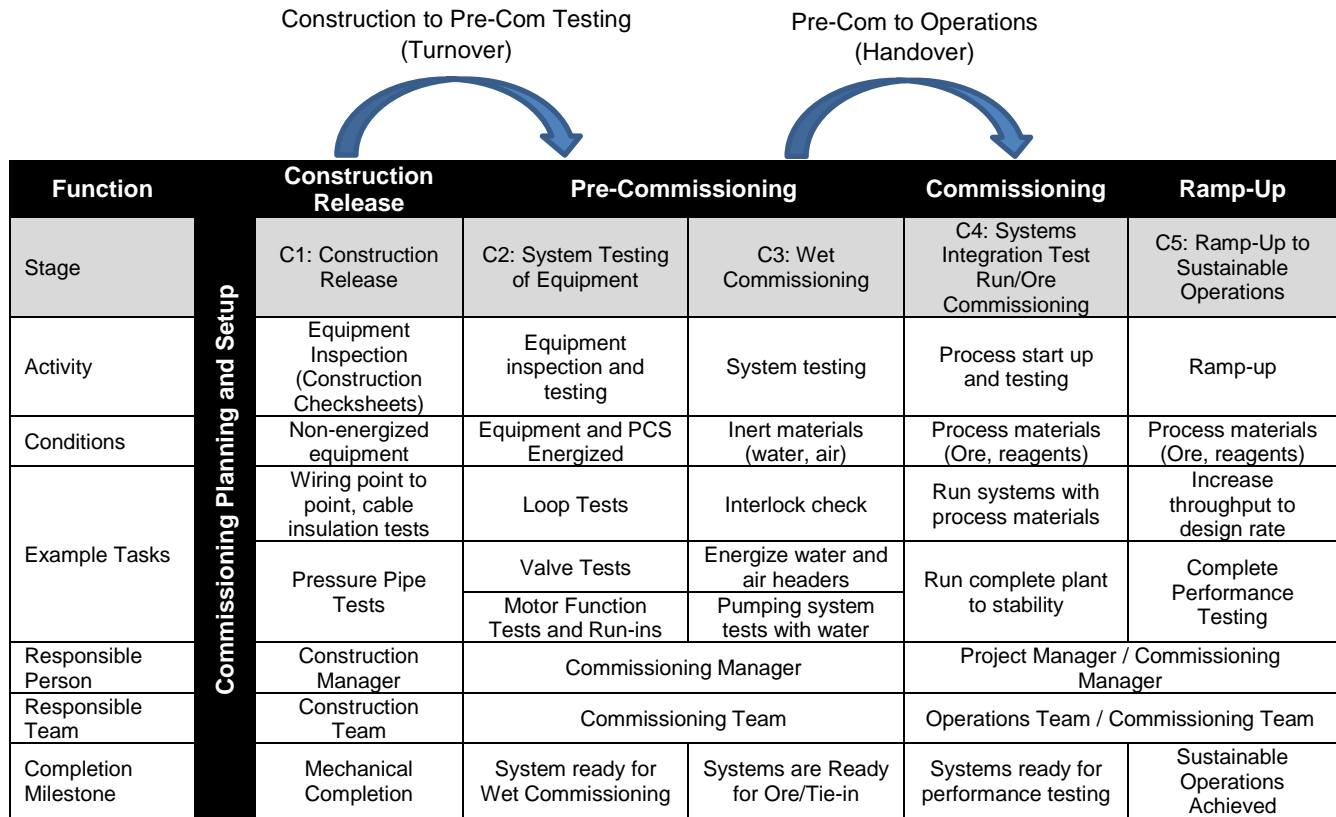 Construction to Pre-Com Testing
(Turnover)
Pre-Com to Operations
(Handover)
Function
Commissioning Planning and Setup
Construction
Release
Pre-Commissioning
Commissioning
Ramp-Up
Stage
C1: Construction
Release
C2: System Testing
of Equipment
C3: Wet
Commissioning
C4: Systems
Integration Test
Run/Ore
Commissioning
C5: Ramp-Up to
Sustainable
Operations
Activity
Equipment
Inspection
(Construction
Checksheets)
Equipment
inspection and
testing
System testing
Process start up
and testing
Ramp-up
Conditions
Non-energized
equipment
Equipment and PCS
Energized
Inert materials
(water, air)
Process materials
(Ore, reagents)
Process materials
(Ore, reagents)
Example Tasks
Wiring point to
point, cable
insulation tests
Loop Tests
Interlock check
Run systems with
process materials
Increase
throughput to
design rate
Pressure Pipe
Tests
Valve Tests
Energize water and
air headers
Run complete plant
to stability
Complete
Performance
Testing
Motor Function
Tests and Run-ins
Pumping system
tests with water
Responsible
Person
Construction
Manager
Commissioning Manager
Project Manager / Commissioning
Manager
Responsible
Team
Construction
Team
Commissioning Team
Operations Team / Commissioning Team
Completion
Milestone
Mechanical
Completion
System ready for
Wet Commissioning
Systems are Ready
for Ore/Tie-in
Systems ready for
performance testing
Sustainable
Operations
Achieved